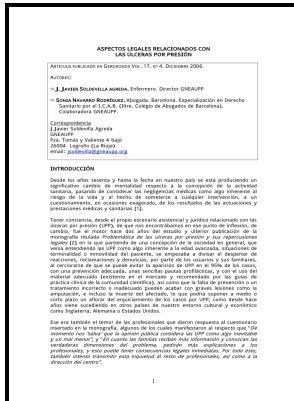 ASPECTOS LEGALES RELACIONADOS CON
LAS ÚLCERAS POR PRESIÓN
ARTICULO PUBLICADO EN GEROKOMOS VOL. 17. Nº 4. DICIEMBRE 2006
AUTORES:
⇨ J. JAVIER SOLDEVILLA AGREDA, Enfermero. Director GNEAUPP
⇨ SONIA NAVARRO RODRÍGUEZ, Abogada. Barcelona. Especialización en Derecho
Sanitario por el I.C.A.B. (Iltre. Colegio de Abogados de Barcelona).
Colaboradora GNEAUPP.
Correspondencia
J.Javier Soldevilla Agreda
GNEAUPP
Pza. Tomás y Valiente 4 bajo
26004 Logroño (La Rioja)
email: jsoldevilla@gneaupp.org
INTRODUCCIÓN
Desde los años sesenta y hasta la fecha en nuestro país se está produciendo un
significativo cambio de mentalidad respecto a la concepción de la actividad
sanitaria, pasando de considerar las negligencias médicas como algo inherente al
riesgo de la vida y al hecho de someterse a cualquier intervención, a un
cuestionamiento, en ocasiones exagerado, de los resultados de las actuaciones y
prestaciones médicas y sanitarias [1].
Tener conciencia, desde el propio escenario asistencial y jurídico relacionado con las
úlceras por presión (UPP), de que nos encontrábamos en ese punto de inflexión, de
cambio, fue el motor hace dos años del estudio y posterior publicación de la
monografía titulada Problemática de las úlceras por presión y sus repercusiones
legales [2] en la que partiendo de una concepción de la sociedad en general, que
venía entendiendo las UPP como algo inherente a la edad avanzada, situaciones de
terminalidad o inmovilidad del paciente, se empezaba a divisar el despertar de
reacciones, reclamaciones y denuncias, por parte de los usuarios y sus familiares,
al cerciorarse de que se puede evitar la aparición de UPP en el 95% de los casos,
con una prevención adecuada, unas sencillas pautas profilácticas, y con el uso del
material adecuado (existente en el mercado y recomendado por las guías de
práctica clínica de la comunidad científica), así como que la falta de prevención o un
tratamiento incorrecto o inadecuado pueden acabar con graves lesiones como la
amputación, e incluso la muerte del afectado, lo que podría suponer a medio o
corto plazo un aflorar del enjuiciamiento de los casos por UPP, como desde hace
años viene sucediendo en otros países de nuestro entorno cultural y económico
como Inglaterra, Alemania o Estados Unidos.
Ese era también el temor de los profesionales que dieron respuesta al cuestionario
insertado en la monografía, algunos de los cuales manifestaron al respecto que "De
momento nos 'salva' que la opinión pública considera las UPP como algo inevitable
y un mal menor", y "En cuanto las familias reciban más información y conozcan las
verdaderas dimensiones del problema, pedirán más explicaciones a los
profesionales, y esto puede tener consecuencias legales inmediatas. Por todo esto,
también intento transmitir esta inquietud al resto de profesionales, así como a la
dirección del centro".
1